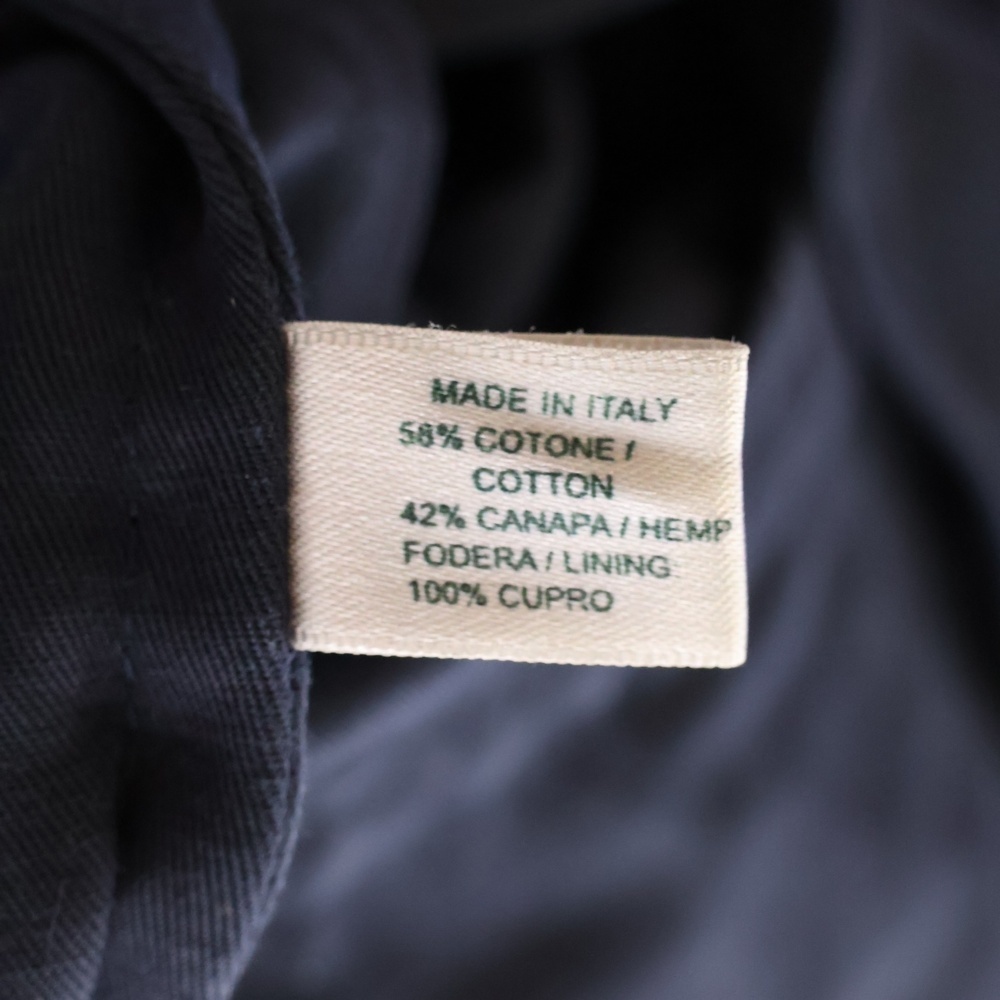 MADE IN ITALY
58% COTONE /
COTTON
42% CANAPA / HEMP
FODERA / LINING
100% CUPRO